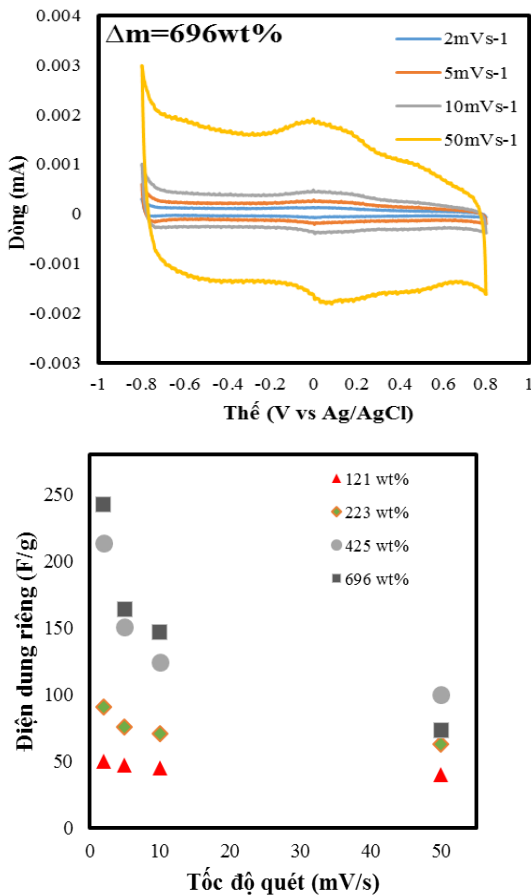 Δm=696wt%
2mVs-1
5mVs-1
10mVs-1
50mVs-1
0.004
0.003
0.002
0.001
0
-0.001
-0.002
-0.003
Dòng (mA)
-1 -0.8 -0.6 -0.4 -0.2 0 0.2 0.4 0.6 0.8 1
Thế (V vs Ag/AgCl)
121 wt%
223 wt%
425 wt%
696 wt%
250
200
150
100
50
0
Điện dung riêng (F/g)
0 10 20 30 40 50
Tốc độ quét (mV/s)